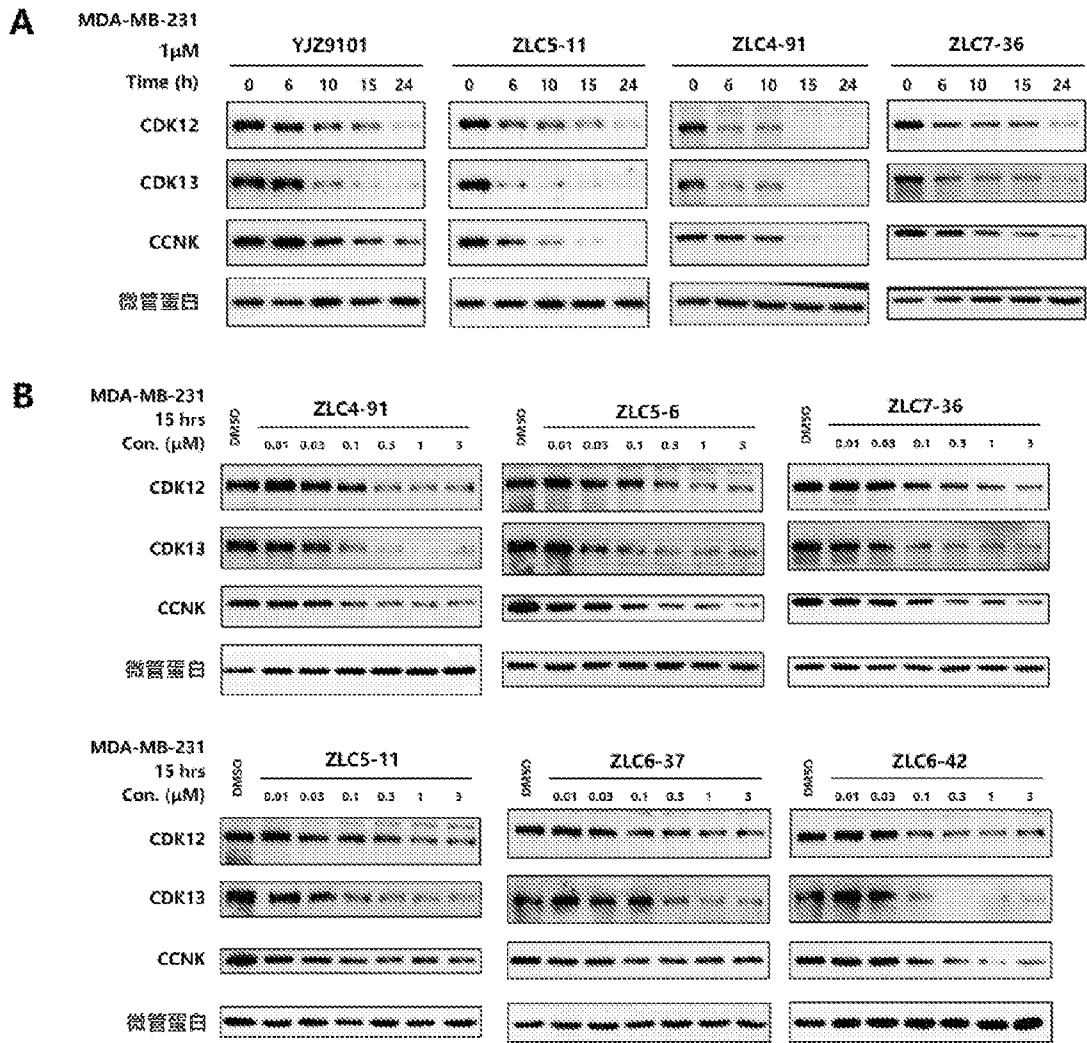 A
MDA-MB-231
1μM
YJZ9101
ZLC5-11
ZLC4-91
ZLC7-36
Time (h)
0 6 10 15 24
0 6 10 15 24
0 6 10 15 24
0 6 10 15 24
CDK12
CDK13
CCNK
微管蛋白
B
MDA-MB-231
15 hrs
Con. (μM)
DMSO
ZLC4-91
0.01 0.03 0.1 0.3 1 3
DMSO
ZLC5-6
0.01 0.03 0.1 0.3 1 3
DMSO
ZLC7-36
0.01 0.03 0.1 0.3 1 3
CDK12
CDK13
CCNK
微管蛋白
MDA-MB-231
15 hrs
Con. (μM)
DMSO
ZLC5-11
0.01 0.03 0.1 0.3 1 3
DMSO
ZLC6-37
0.01 0.03 0.1 0.3 1 3
DMSO
ZLC6-42
0.01 0.03 0.1 0.3 1 3
CDK12
CDK13
CCNK
微管蛋白